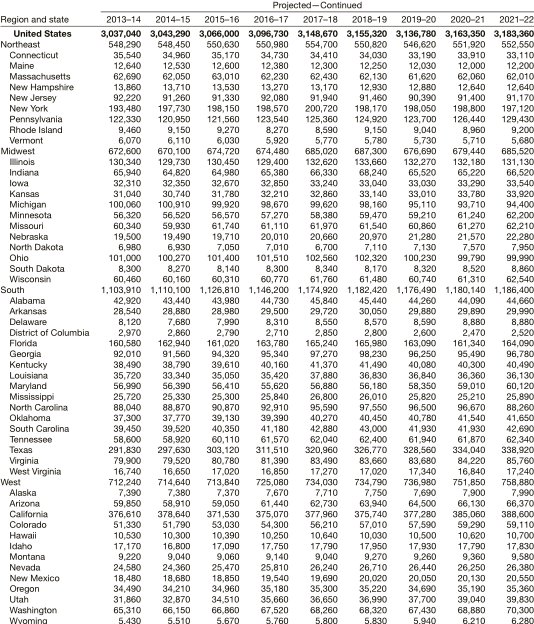 Projected—Continued
Region and state 2013–14 2014–15 2015–16 2016–17 2017–18 2018–19 2019–20 2020–21 2021–22
United States 3,037,040 3,043,290 3,066,000 3,096,730 3,148,670 3,155,320 3,136,780 3,163,350 3,183,360
Northeast 548,290 548,450 550,630 550,980 554,700 550,820 546,620 551,920 552,550
Connecticut 35,540 34,960 35,170 34,730 34,410 34,030 33,190 33,910 33,110
Maine 12,640 12,530 12,600 12,380 12,300 12,250 12,030 12,000 12,200
Massachusetts 62,690 62,050 63,010 62,230 62,430 62,130 61,620 62,060 62,010
New Hampshire 13,860 13,710 13,530 13,270 13,170 12,930 12,880 12,640 12,640
New Jersey 92,220 91,260 91,330 92,080 91,940 91,460 90,390 91,400 91,170
New York 193,480 197,730 198,150 198,570 200,720 198,170 198,050 198,800 197,120
Pennsylvania 122,330 120,950 121,560 123,540 125,360 124,920 123,700 126,440 129,430
Rhode Island 9,460 9,150 9,270 8,270 8,590 9,150 9,040 8,960 9,200
Vermont 6,070 6,110 6,030 5,920 5,770 5,780 5,730 5,710 5,680
Midwest 672,600 670,100 674,720 674,480 685,020 687,300 676,690 679,440 685,520
Illinois 130,340 129,730 130,450 129,400 132,620 133,660 132,270 132,180 131,130
Indiana 65,940 64,820 64,980 65,380 66,330 68,240 65,520 65,220 66,520
Iowa 32,310 32,350 32,670 32,850 33,240 33,040 33,030 33,290 33,540
Kansas 31,040 30,740 31,780 32,210 32,860 33,140 33,010 33,780 33,920
Michigan 100,060 100,910 99,920 98,670 99,620 98,160 95,110 93,710 94,400
Minnesota 56,320 56,520 56,570 57,270 58,380 59,470 59,210 61,240 62,200
Missouri 60,340 59,930 61,740 61,110 61,970 61,540 60,860 61,270 62,210
Nebraska 19,500 19,490 19,710 20,010 20,660 20,970 21,280 21,570 22,280
North Dakota 6,980 6,930 7,050 7,010 6,700 7,110 7,130 7,570 7,950
Ohio 101,000 100,270 101,400 101,510 102,560 102,320 100,230 99,790 99,990
South Dakota 8,300 8,270 8,140 8,300 8,340 8,170 8,320 8,520 8,860
Wisconsin 60,460 60,160 60,310 60,770 61,760 61,480 60,740 61,310 62,540
South 1,103,910 1,110,100 1,126,810 1,146,200 1,174,920 1,182,420 1,176,490 1,180,140 1,186,400
Alabama 42,920 43,440 43,980 44,730 45,840 45,440 44,260 44,090 44,660
Arkansas 28,540 28,880 28,980 29,500 29,720 30,050 29,880 29,890 29,990
Delaware 8,120 7,680 7,990 8,310 8,550 8,570 8,590 8,880 8,880
District of Columbia 2,970 2,860 2,790 2,710 2,850 2,800 2,600 2,470 2,520
Florida 160,580 162,940 161,020 163,780 165,240 165,980 163,090 161,340 164,090
Georgia 92,010 91,560 94,320 95,340 97,270 98,230 96,250 95,490 96,780
Kentucky 38,490 38,790 39,610 40,160 41,370 41,490 40,080 40,300 40,490
Louisiana 35,720 33,340 35,050 35,420 37,880 36,830 36,840 36,360 36,130
Maryland 56,990 56,390 56,410 55,620 56,880 56,180 58,350 59,010 60,120
Mississippi 25,720 25,330 25,300 25,840 26,800 26,010 25,820 25,210 25,890
North Carolina 88,040 88,870 90,870 92,910 95,590 97,550 96,500 96,670 88,260
Oklahoma 37,300 37,770 39,130 39,390 40,270 40,450 40,780 41,540 41,650
South Carolina 39,450 39,520 40,350 41,180 42,880 43,000 41,930 41,930 42,690
Tennessee 58,600 58,920 60,110 61,570 62,040 62,400 61,940 61,870 62,340
Texas 291,830 297,630 303,120 311,510 320,960 326,770 328,560 334,040 338,920
Virginia 79,900 79,520 80,780 81,390 83,490 83,660 83,680 84,220 85,760
West Virginia 16,740 16,650 17,020 16,850 17,270 17,020 17,340 16,840 17,240
West 712,240 714,640 713,840 725,080 734,030 734,790 736,980 751,850 758,880
Alaska 7,390 7,380 7,370 7,670 7,710 7,750 7,690 7,900 7,990
Arizona 59,850 58,910 59,050 61,440 62,730 63,940 64,500 66,130 66,370
California 376,610 378,640 371,530 375,070 377,960 375,740 377,280 385,060 388,600
Colorado 51,330 51,790 53,030 54,300 56,210 57,010 57,590 59,290 59,110
Hawaii 10,530 10,300 10,390 10,250 10,640 10,030 10,500 10,620 10,700
Idaho 17,170 16,800 17,090 17,750 17,790 17,950 17,930 17,790 17,830
Montana 9,220 9,040 9,060 9,140 9,040 9,270 9,260 9,360 9,580
Nevada 24,580 24,360 25,470 25,810 26,240 26,710 26,440 26,250 26,380
New Mexico 18,480 18,680 18,850 19,540 19,690 20,020 20,050 20,130 20,550
Oregon 34,490 34,210 34,960 35,180 35,300 35,220 34,690 35,190 35,360
Utah 31,860 32,870 34,510 35,660 36,650 36,990 37,700 39,040 39,830
Washington 65,310 66,150 66,860 67,520 68,260 68,320 67,430 68,880 70,300
Wyoming 5,430 5,510 5,670 5,760 5,800 5,830 5,940 6,210 6,280